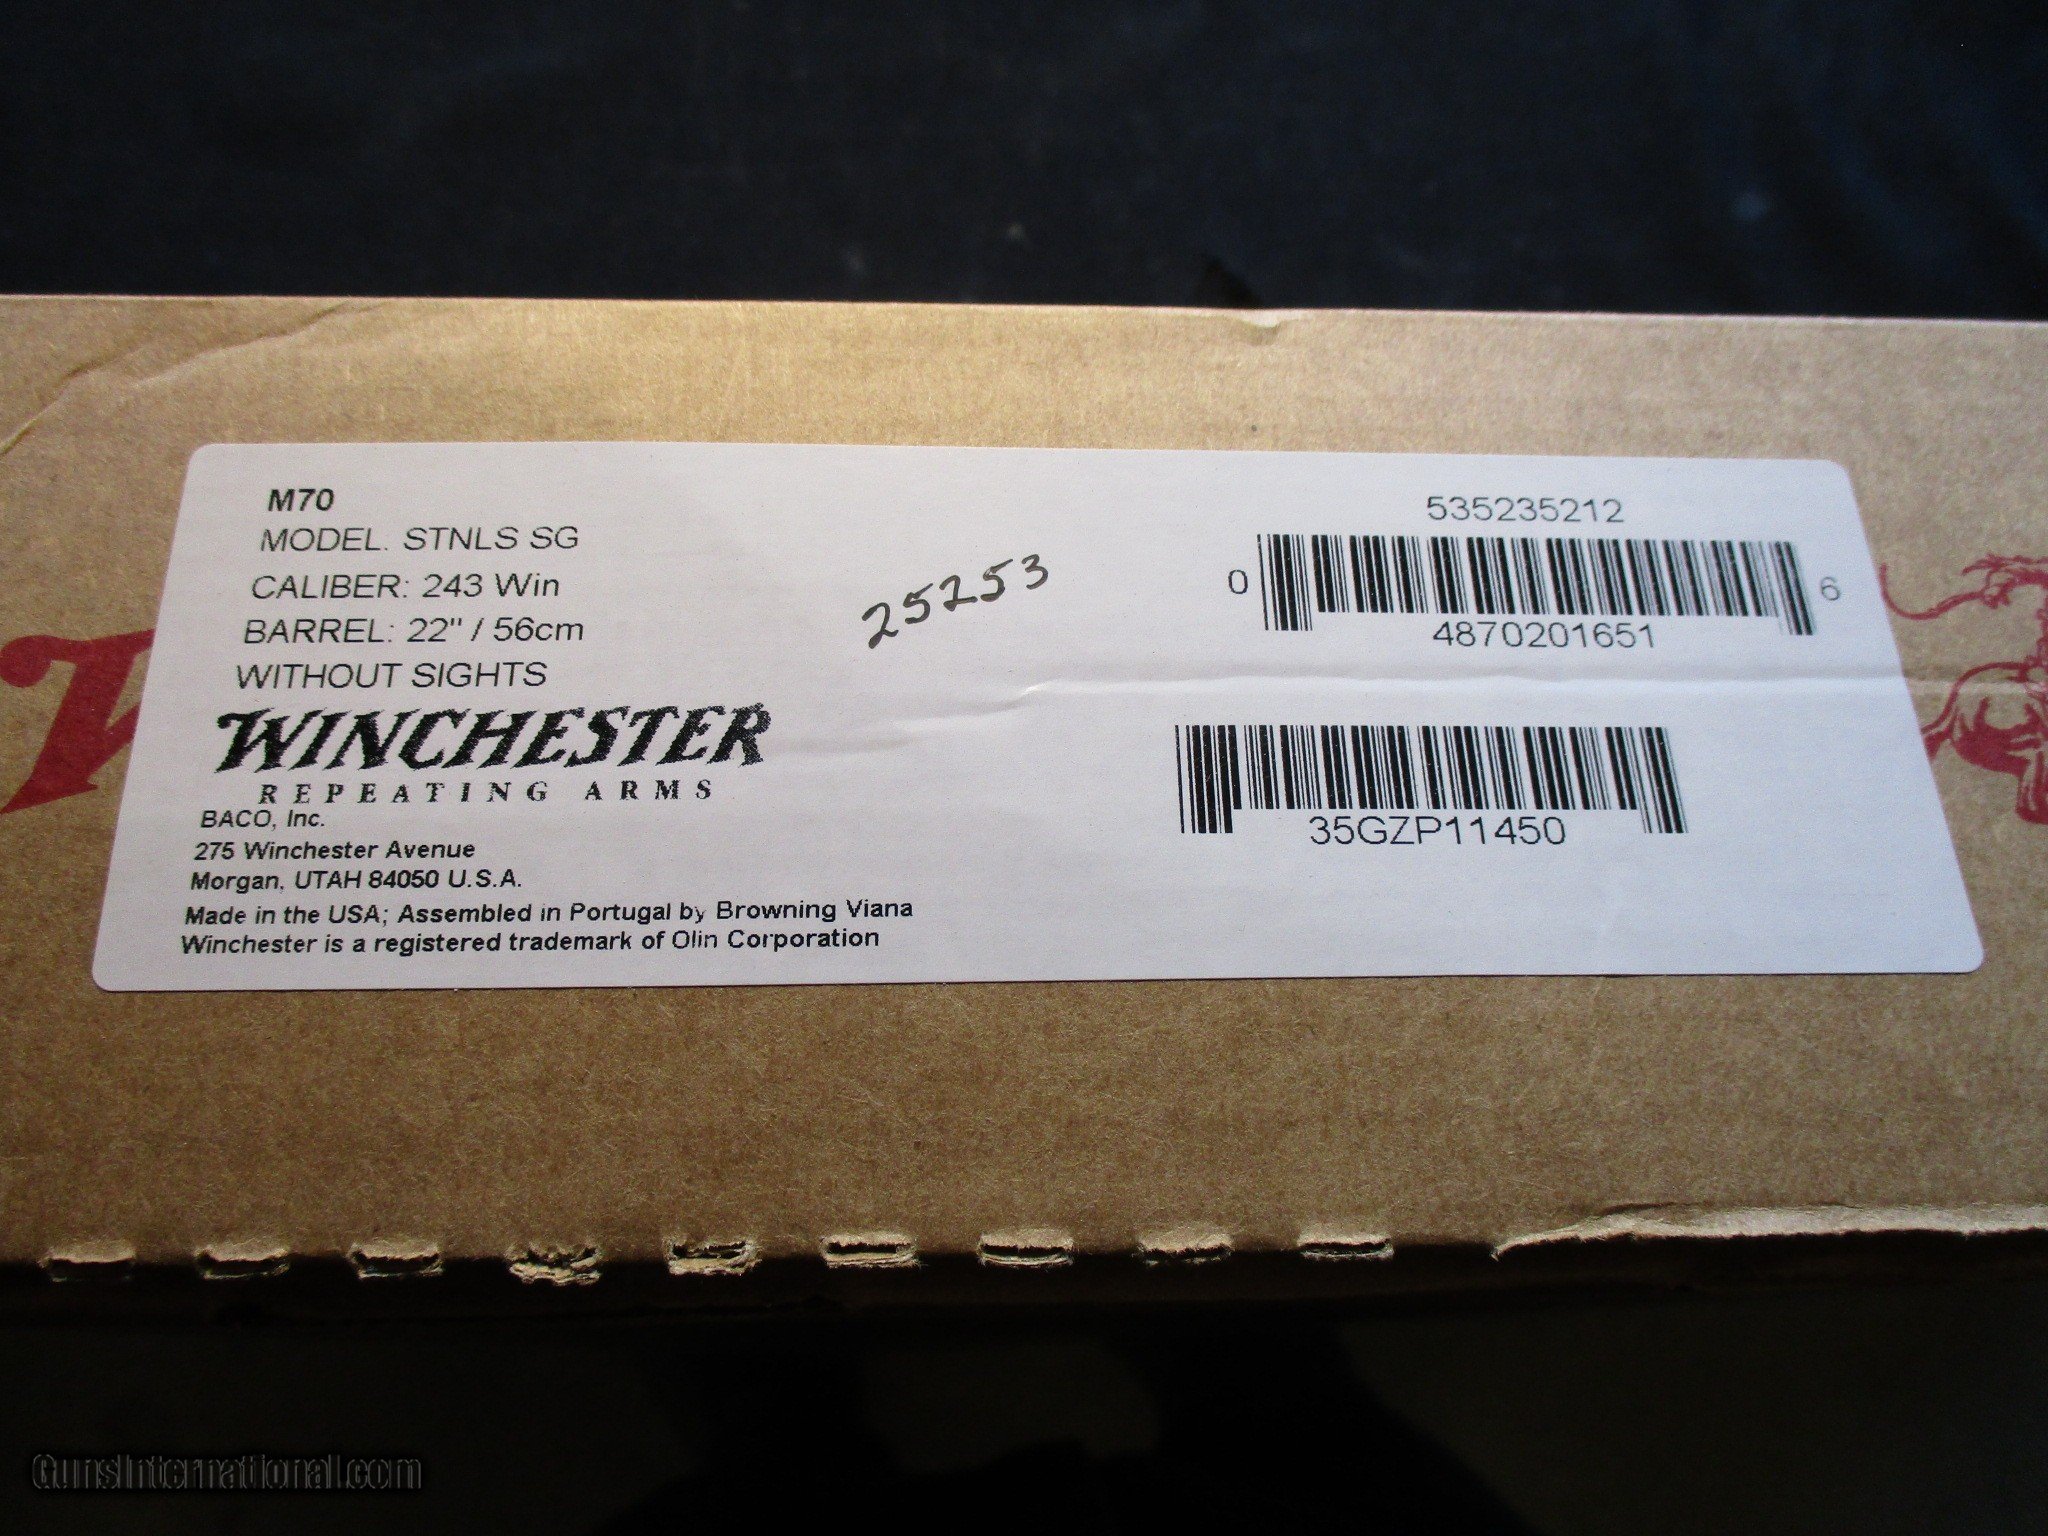 M70
MODEL. STNLS SG
CALIBER: 243 Win
BARREL: 22" / 56cm
WITHOUT SIGHTS
WINCHESTER
REPEATING ARMS
BACO, Inc.
275 Winchester Avenue
Morgan, UTAH 84050 U.S.A.
Made in the USA; Assembled in Portugal by Browning Viana
Winchester is a registered trademark of Olin Corporation
25253
535235212
0 4870201651 6
35GZP11450
W
GunsInternational.com